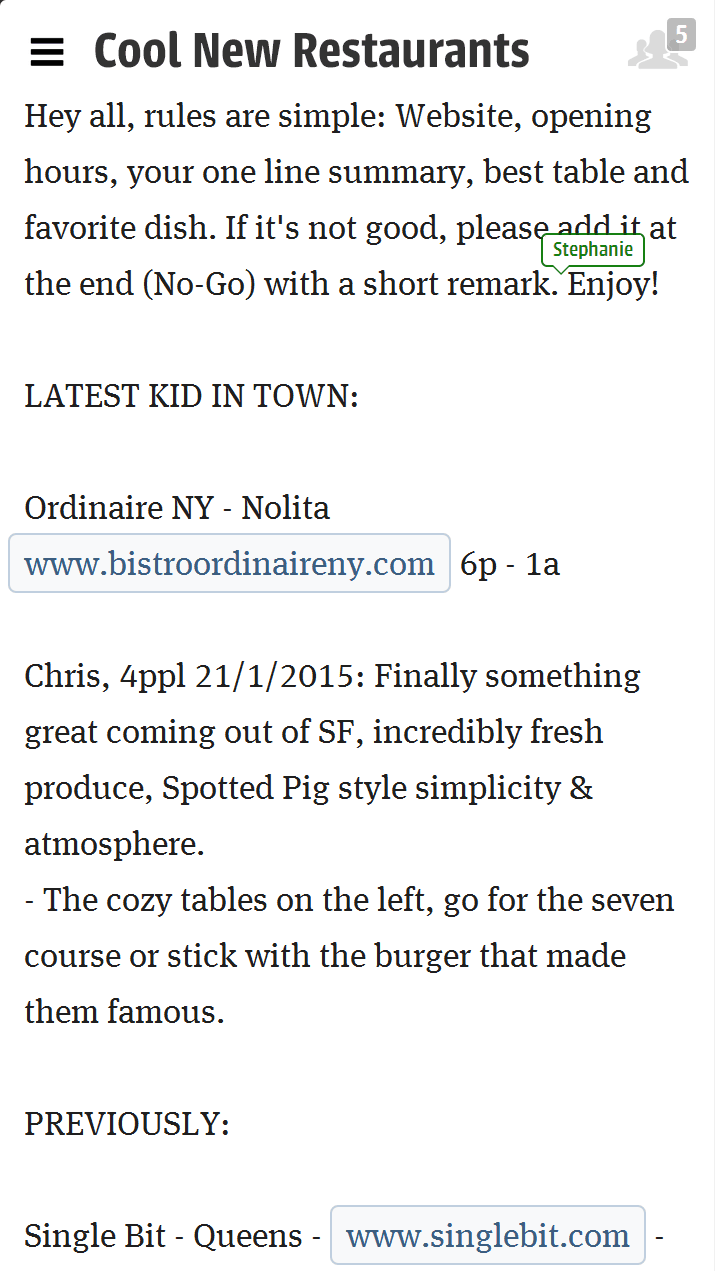 Cool New Restaurants
5
Hey all, rules are simple: Website, opening
hours, your one line summary, best table and
favorite dish. If it's not good, please add it at
Stephanie
the end (No-Go) with a short remark. Enjoy!
LATEST KID IN TOWN:
Ordinaire NY - Nolita
www.bistroordinaireny.com 6p - 1a
Chris, 4ppl 21/1/2015: Finally something
great coming out of SF, incredibly fresh
produce, Spotted Pig style simplicity &
atmosphere.
- The cozy tables on the left, go for the seven
course or stick with the burger that made
them famous.
PREVIOUSLY:
Single Bit - Queens - www.singlebit.com -